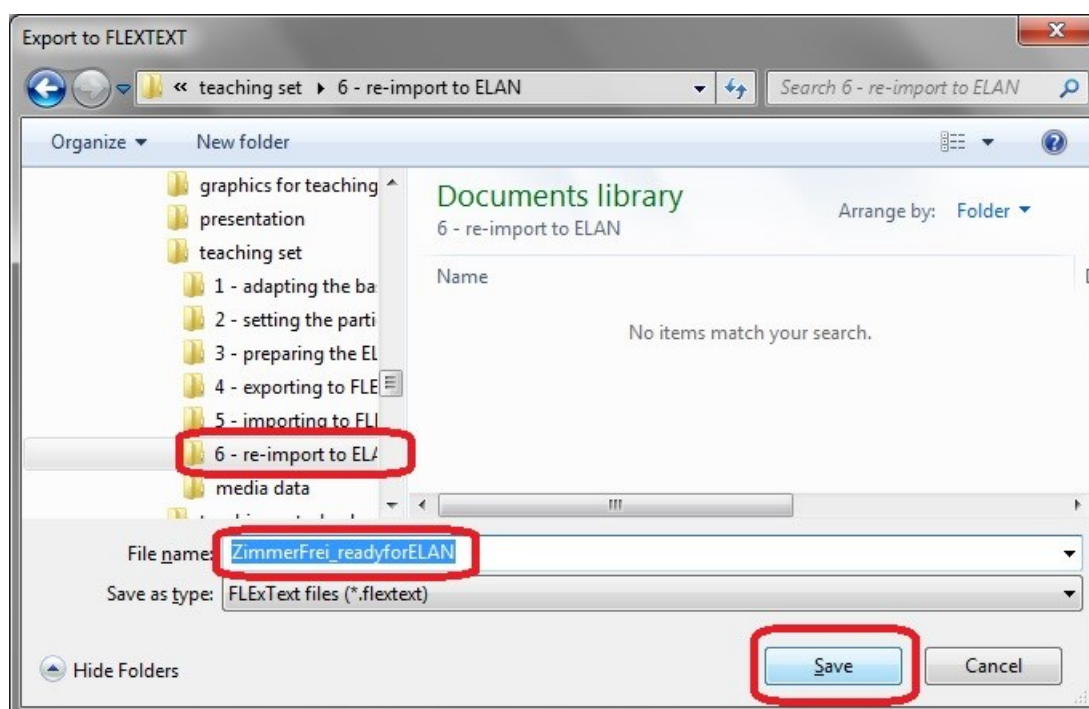 Export to FLEXTEXT
« teaching set ▸ 6 - re-import to ELAN
Search 6 - re-import to ELAN
Organize ▾ New folder
graphics for teaching
presentation
teaching set
1 - adapting the ba
2 - setting the parti
3 - preparing the EL
4 - exporting to FLE
5 - importing to FLI
6 - re-import to ELA
media data
Documents library
6 - re-import to ELAN
Arrange by: Folder ▾
Name
No items match your search.
File name: ZimmerFrei_readyforELAN
Save as type: FLExText files (*.flextext)
Hide Folders
Save
Cancel